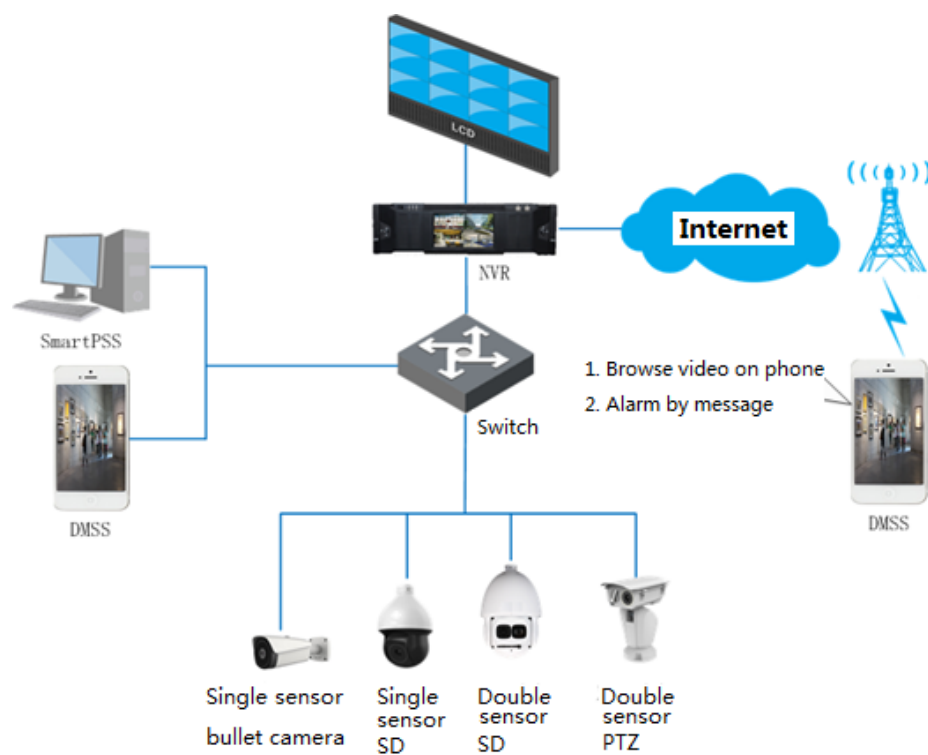 LCD
Internet
NVR
SmartPSS
1. Browse video on phone
2. Alarm by message
Switch
DMSS
DMSS
Single sensor
bullet camera
Single
sensor
SD
Double
sensor
SD
Double
sensor
PTZ